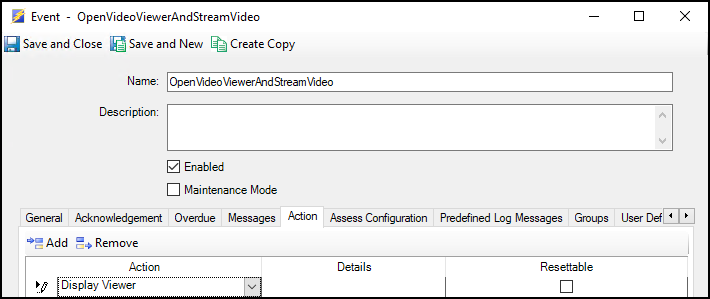 Event - OpenVideoViewerAndStreamVideo
Save and Close Save and New Create Copy
Name: OpenVideoViewerAndStreamVideo
Description:
Enabled
Maintenance Mode
General Acknowledgement Overdue Messages Action Assess Configuration Predefined Log Messages Groups User Def
Add Remove
Action Details Resettable
Display Viewer